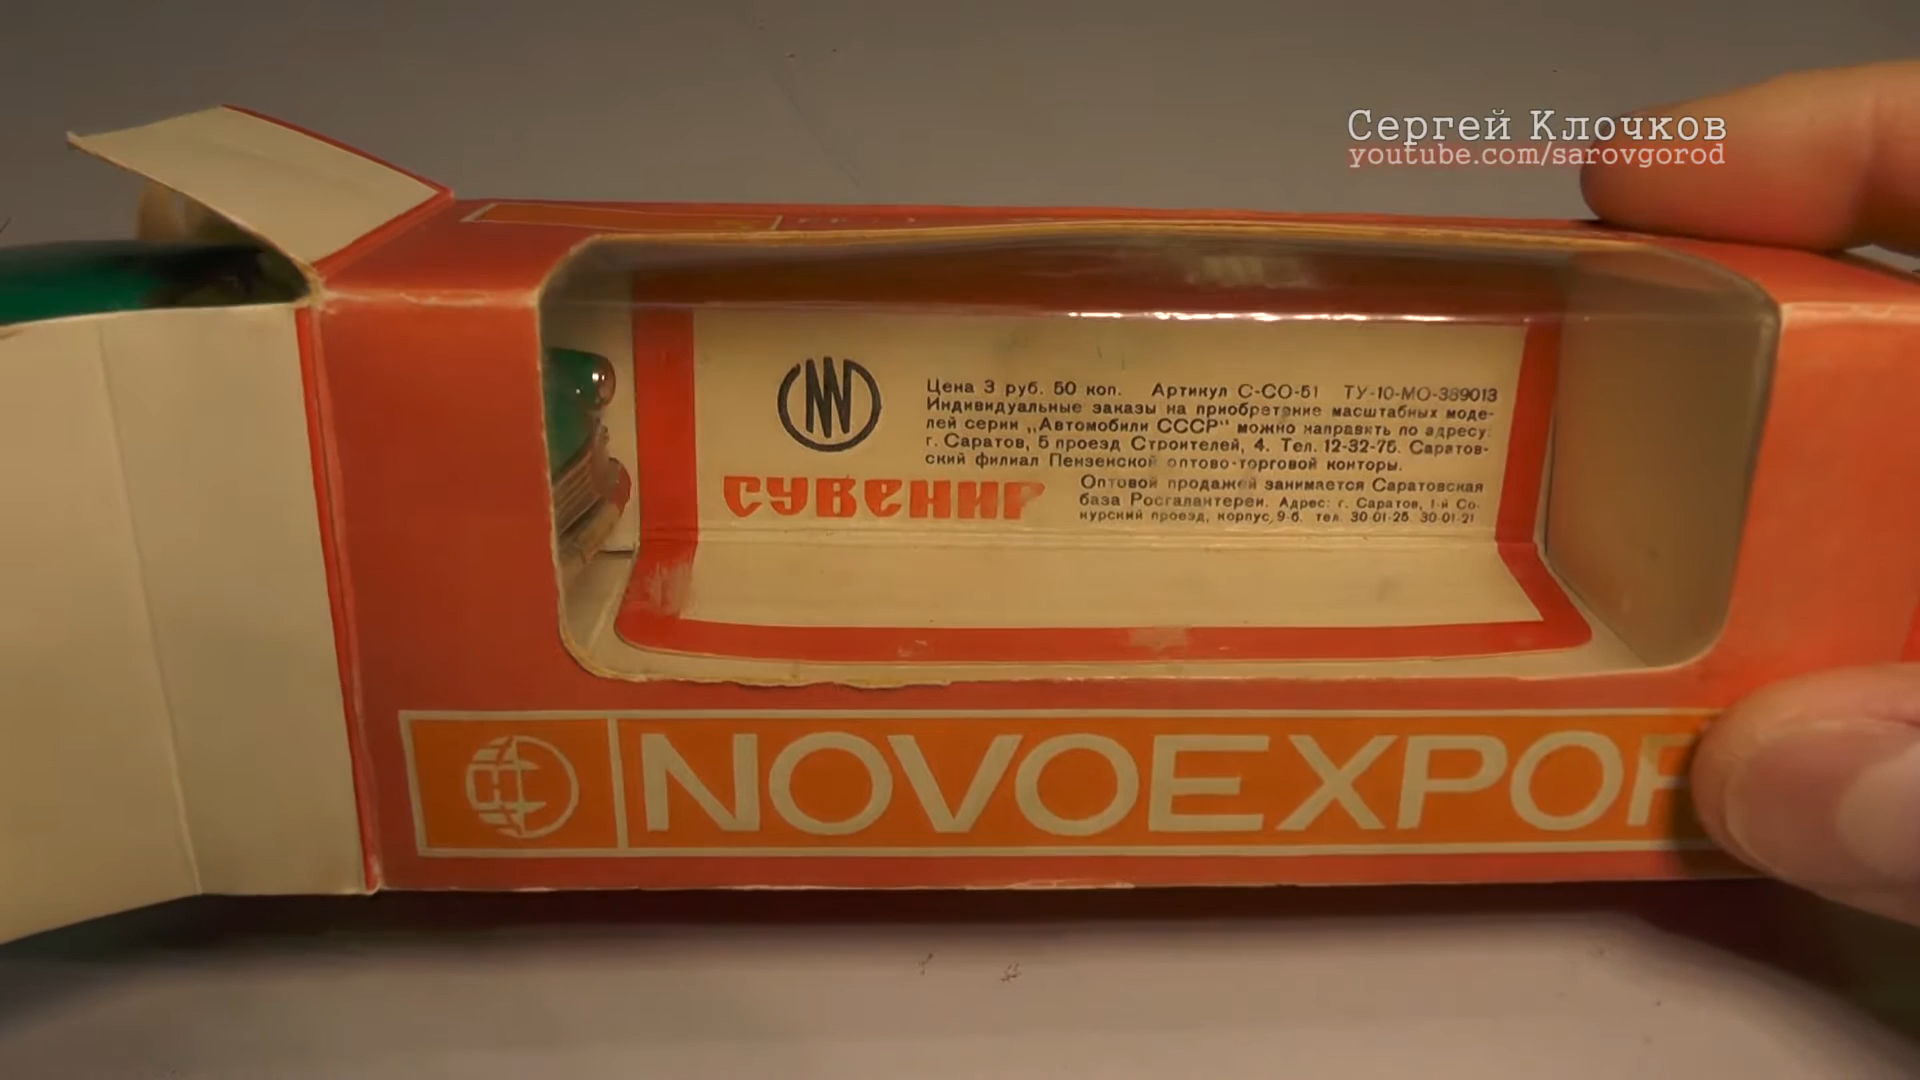 Сергей Клочков
youtube.com/sarovgorod
Цена 3 руб. 50 коп. Артикул С-СО-51 ТУ-10-МО-389013
Индивидуальные заказы на приобретение масштабных моде-
лей серии „Автомобили СССР" можно направить по адресу:
г. Саратов, 5 проезд Строителей, 4. Тел. 12-32-75. Саратов-
ский филиал Пензенской оптово-торговой конторы.
СУВЕНИР
Оптовой продажей занимается Саратовская
база Росгалантереи. Адрес: г. Саратов, 1-й Со-
курский проезд, корпус 9-б. тел. 30-01-25 30-01-21
NOVOEXPOR